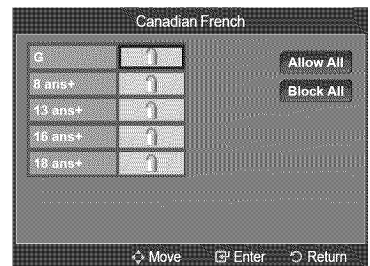 Canadian French
G
Allow All
8 ans+
Block All
13 ans+
16 ans+
18 ans+
Move Enter Return